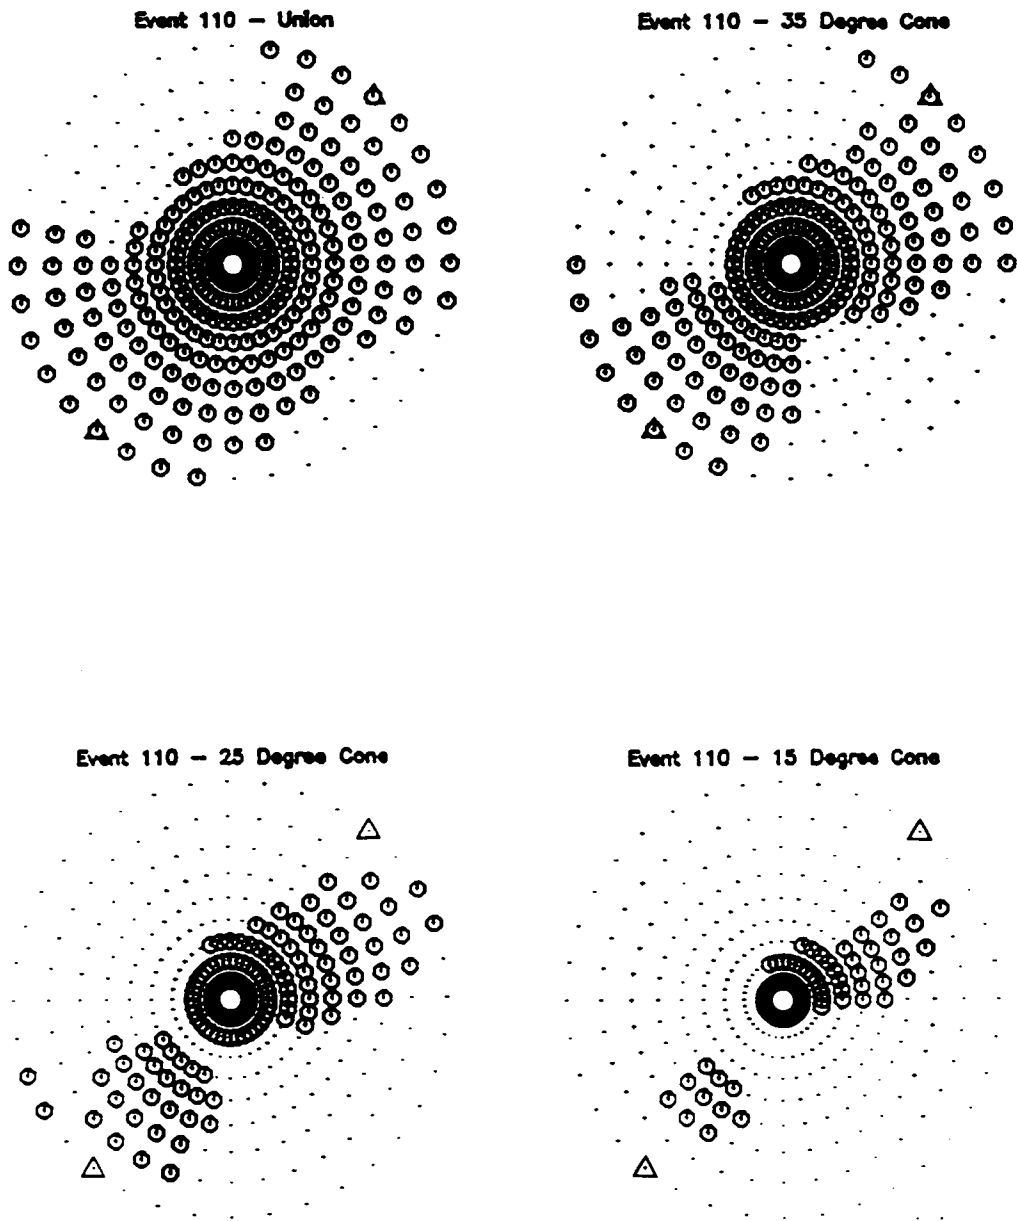 Event 110 – Union
Event 110 – 35 Degree Cone
Event 110 – 25 Degree Cone
Event 110 – 15 Degree Cone